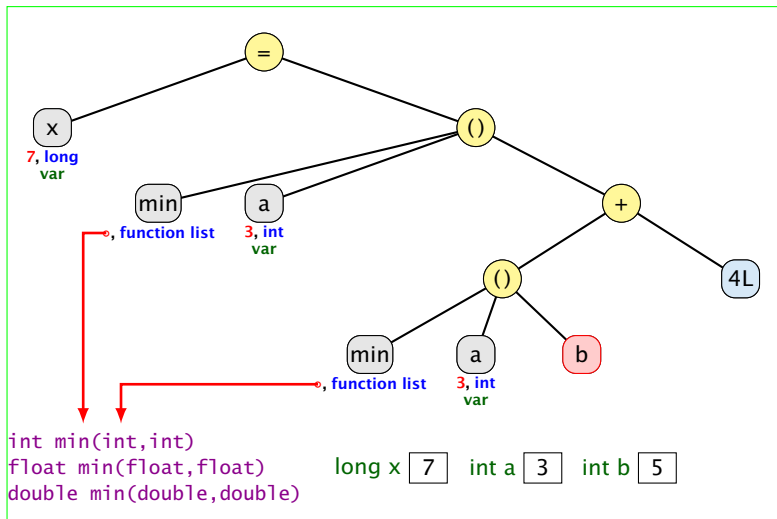 =
x
()
7, long
var
min
a
+
, function list
3, int
var
()
4L
min
a
b
, function list
3, int
var
int min(int,int)
float min(float,float)
double min(double,double)
long x 7 int a 3 int b 5